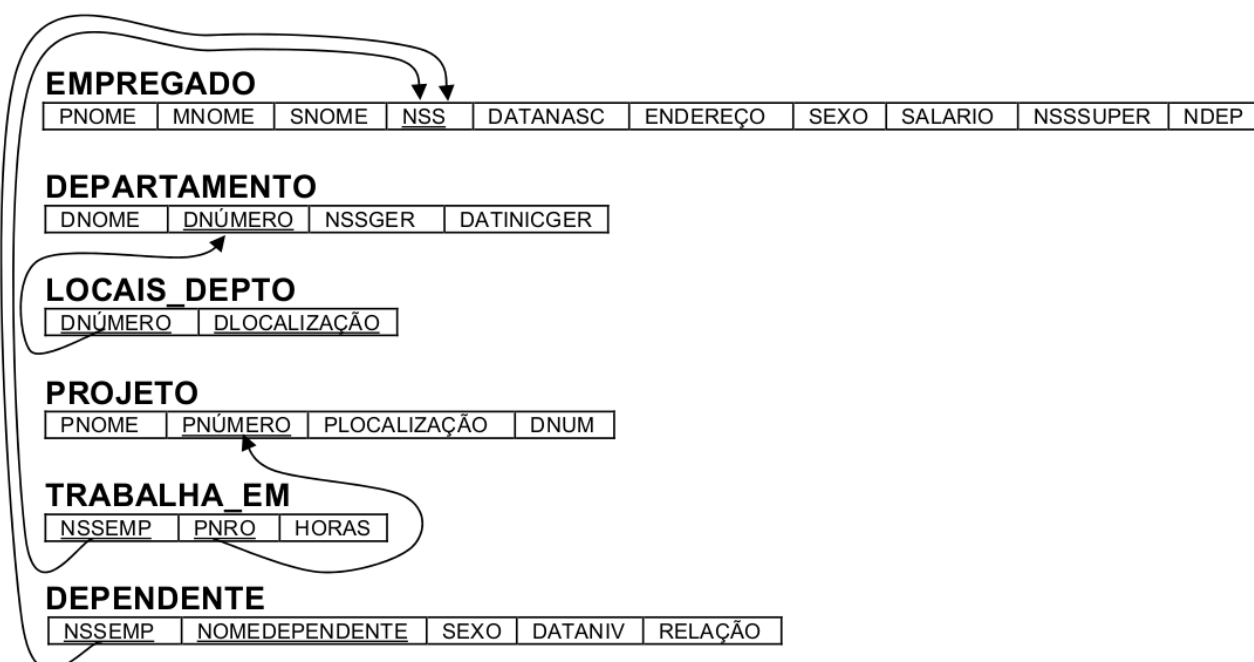 EMPREGADO
PNOME MNOME SNOME NSS DATANASC ENDEREÇO SEXO SALARIO NSSSUPER NDEP
DEPARTAMENTO
DNOME DNÚMERO NSSGER DATINICGER
LOCAIS_DEPTO
DNÚMERO DLOCALIZAÇÃO
PROJETO
PNOME PNÚMERO PLOCALIZAÇÃO DNUM
TRABALHA_EM
NSSEMP PNRO HORAS
DEPENDENTE
NSSEMP NOMEDEPENDENTE SEXO DATANIV RELAÇÃO